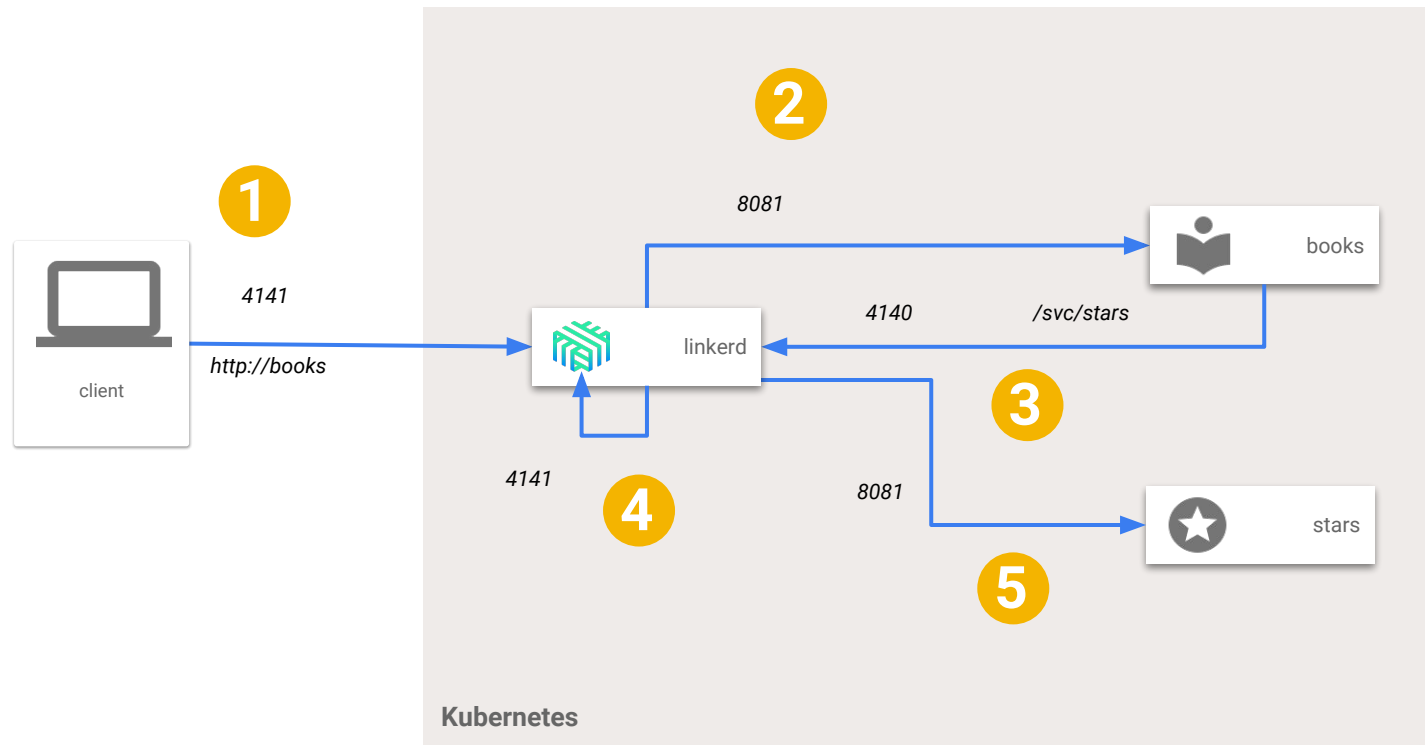 2
1
8081
books
4141
4140
/svc/stars
linkerd
http://books
client
3
4141
8081
4
stars
5
Kubernetes